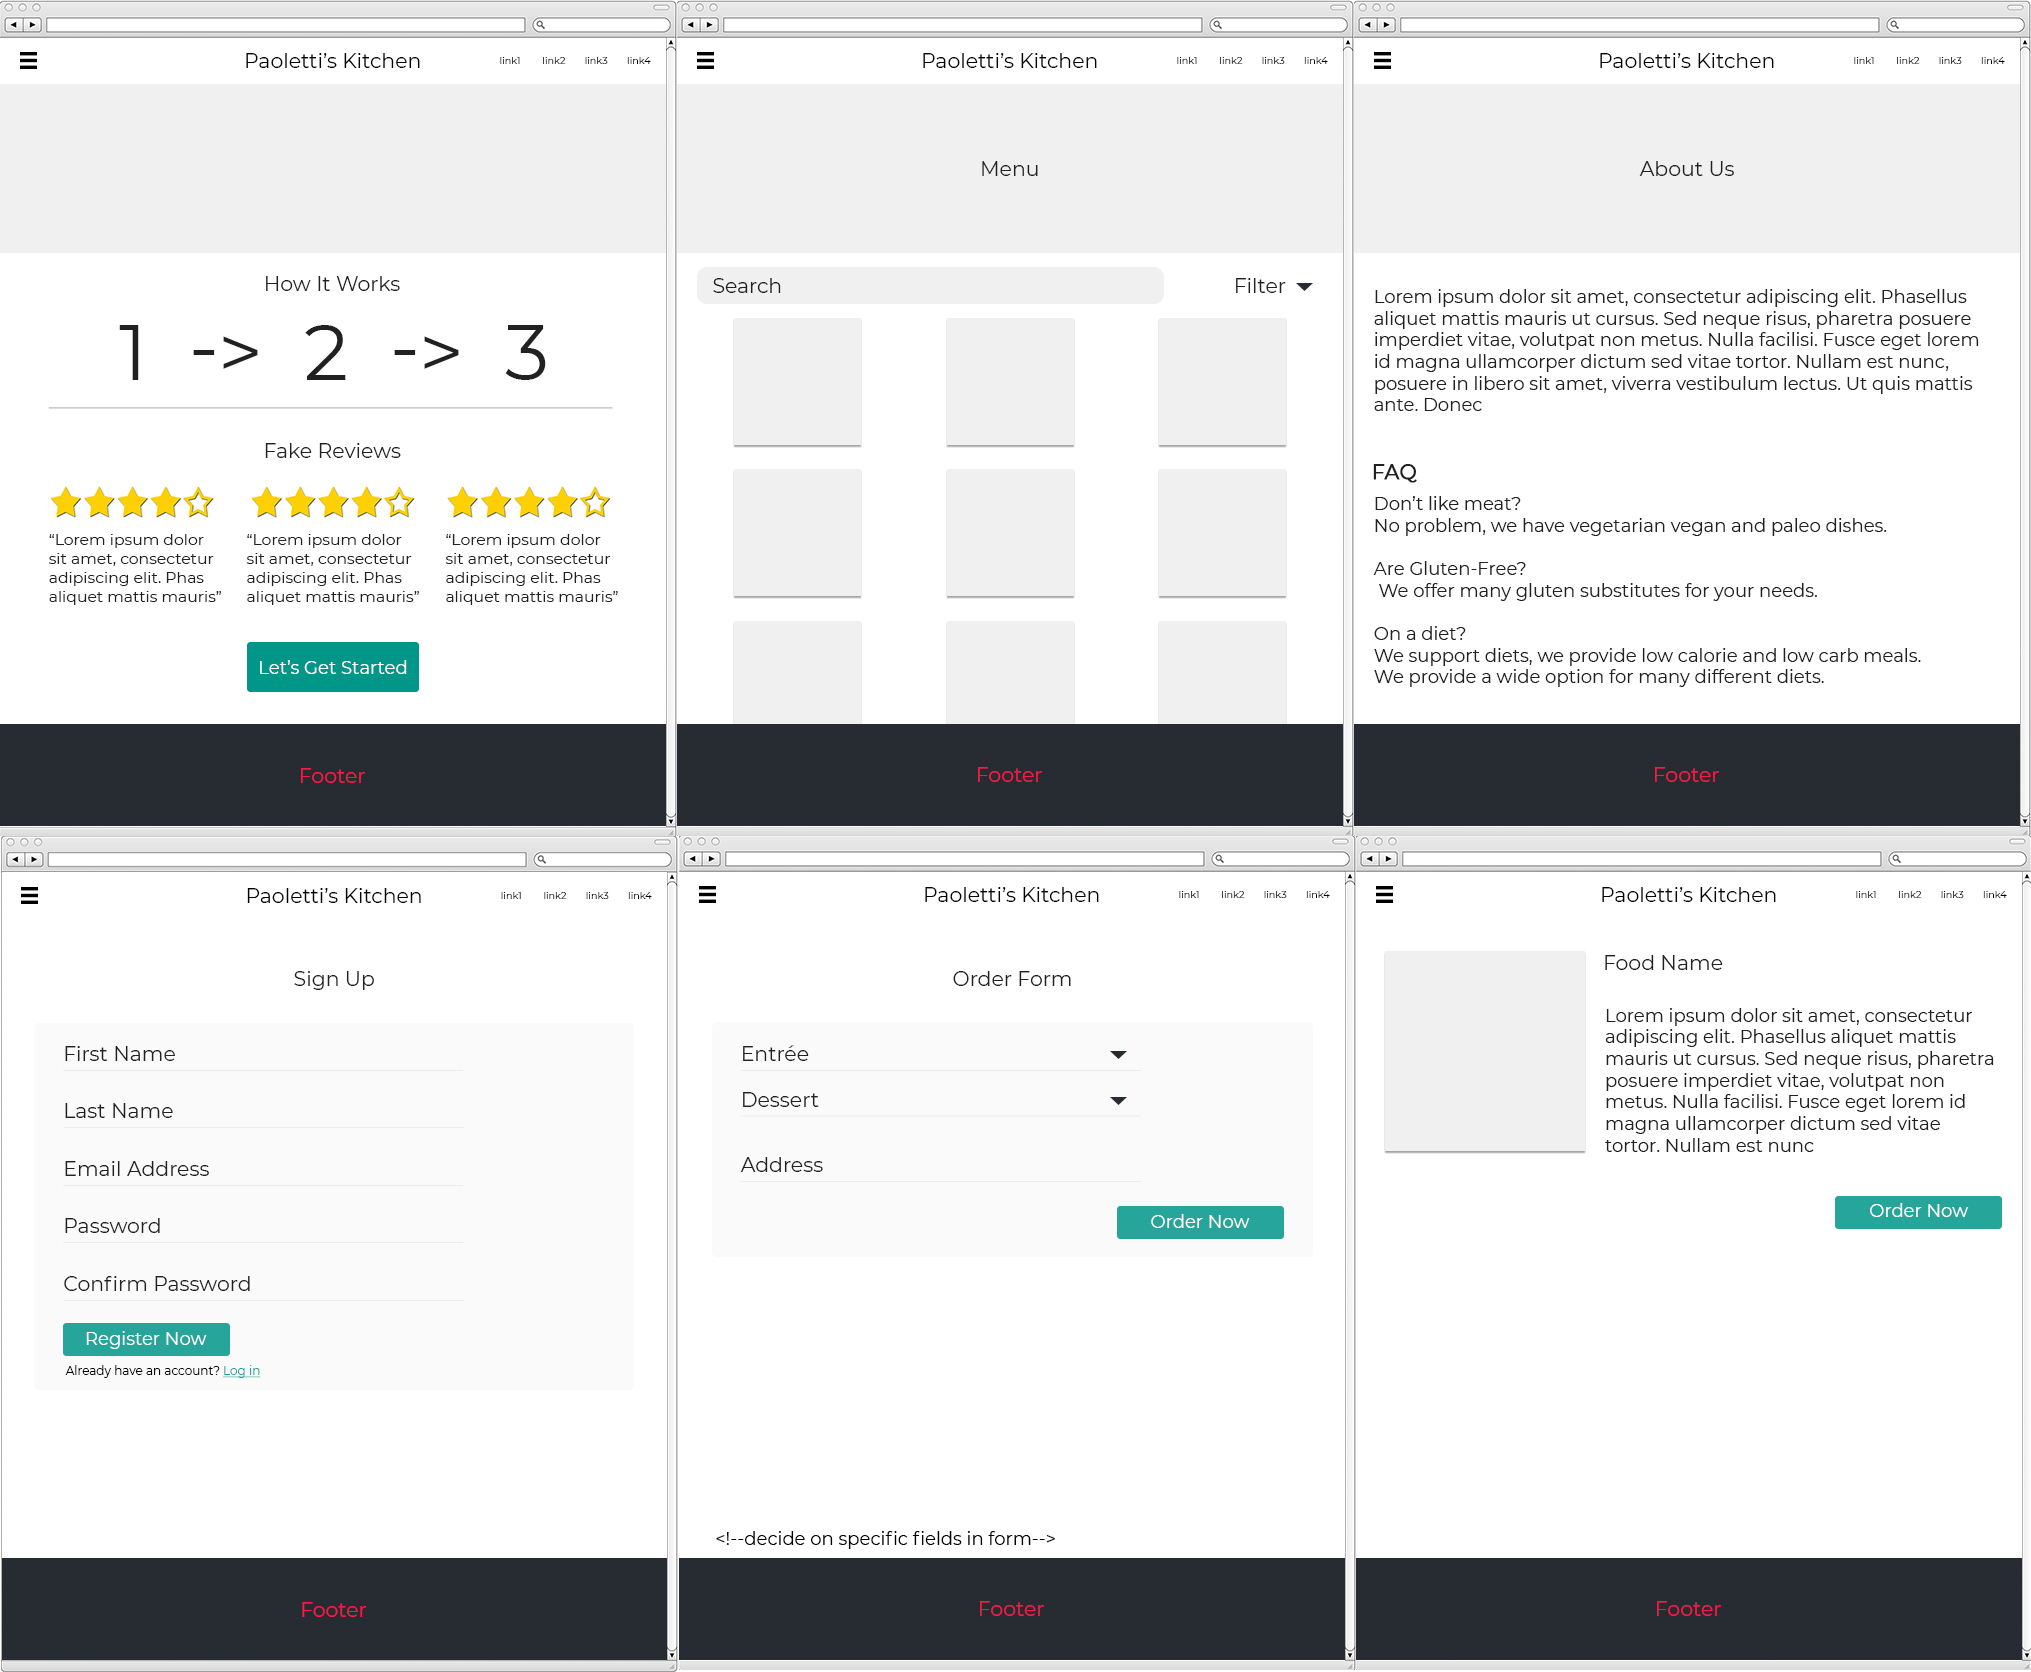 Paoletti’s Kitchen
link1 link2 link3 link4
How It Works
1 -> 2 -> 3
Fake Reviews
“Lorem ipsum dolor
sit amet, consectetur
adipiscing elit. Phas
aliquet mattis mauris”
“Lorem ipsum dolor
sit amet, consectetur
adipiscing elit. Phas
aliquet mattis mauris”
“Lorem ipsum dolor
sit amet, consectetur
adipiscing elit. Phas
aliquet mattis mauris”
Let’s Get Started
Footer
Paoletti’s Kitchen
link1 link2 link3 link4
Menu
Search
Filter
Footer
Paoletti’s Kitchen
link1 link2 link3 link4
About Us
Lorem ipsum dolor sit amet, consectetur adipiscing elit. Phasellus
aliquet mattis mauris ut cursus. Sed neque risus, pharetra posuere
imperdiet vitae, volutpat non metus. Nulla facilisi. Fusce eget lorem
id magna ullamcorper dictum sed vitae tortor. Nullam est nunc,
posuere in libero sit amet, viverra vestibulum lectus. Ut quis mattis
ante. Donec
FAQ
Don’t like meat?
No problem, we have vegetarian vegan and paleo dishes.
Are Gluten-Free?
We offer many gluten substitutes for your needs.
On a diet?
We support diets, we provide low calorie and low carb meals.
We provide a wide option for many different diets.
Footer
Paoletti’s Kitchen
link1 link2 link3 link4
Sign Up
First Name
Last Name
Email Address
Password
Confirm Password
Register Now
Already have an account? Log in
Footer
Paoletti’s Kitchen
link1 link2 link3 link4
Order Form
Entrée
Dessert
Address
Order Now
<!--decide on specific fields in form-->
Footer
Paoletti’s Kitchen
link1 link2 link3 link4
Food Name
Lorem ipsum dolor sit amet, consectetur
adipiscing elit. Phasellus aliquet mattis
mauris ut cursus. Sed neque risus, pharetra
posuere imperdiet vitae, volutpat non
metus. Nulla facilisi. Fusce eget lorem id
magna ullamcorper dictum sed vitae
tortor. Nullam est nunc
Order Now
Footer